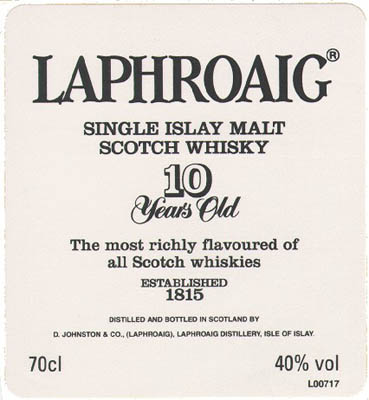 LAPHROAIG®
SINGLE ISLAY MALT
SCOTCH WHISKY
10
Years Old
The most richly flavoured of
all Scotch whiskies
ESTABLISHED
1815
DISTILLED AND BOTTLED IN SCOTLAND BY
D. JOHNSTON & CO., (LAPHROAIG), LAPHROAIG DISTILLERY, ISLE OF ISLAY.
70cl 40% vol
L00717